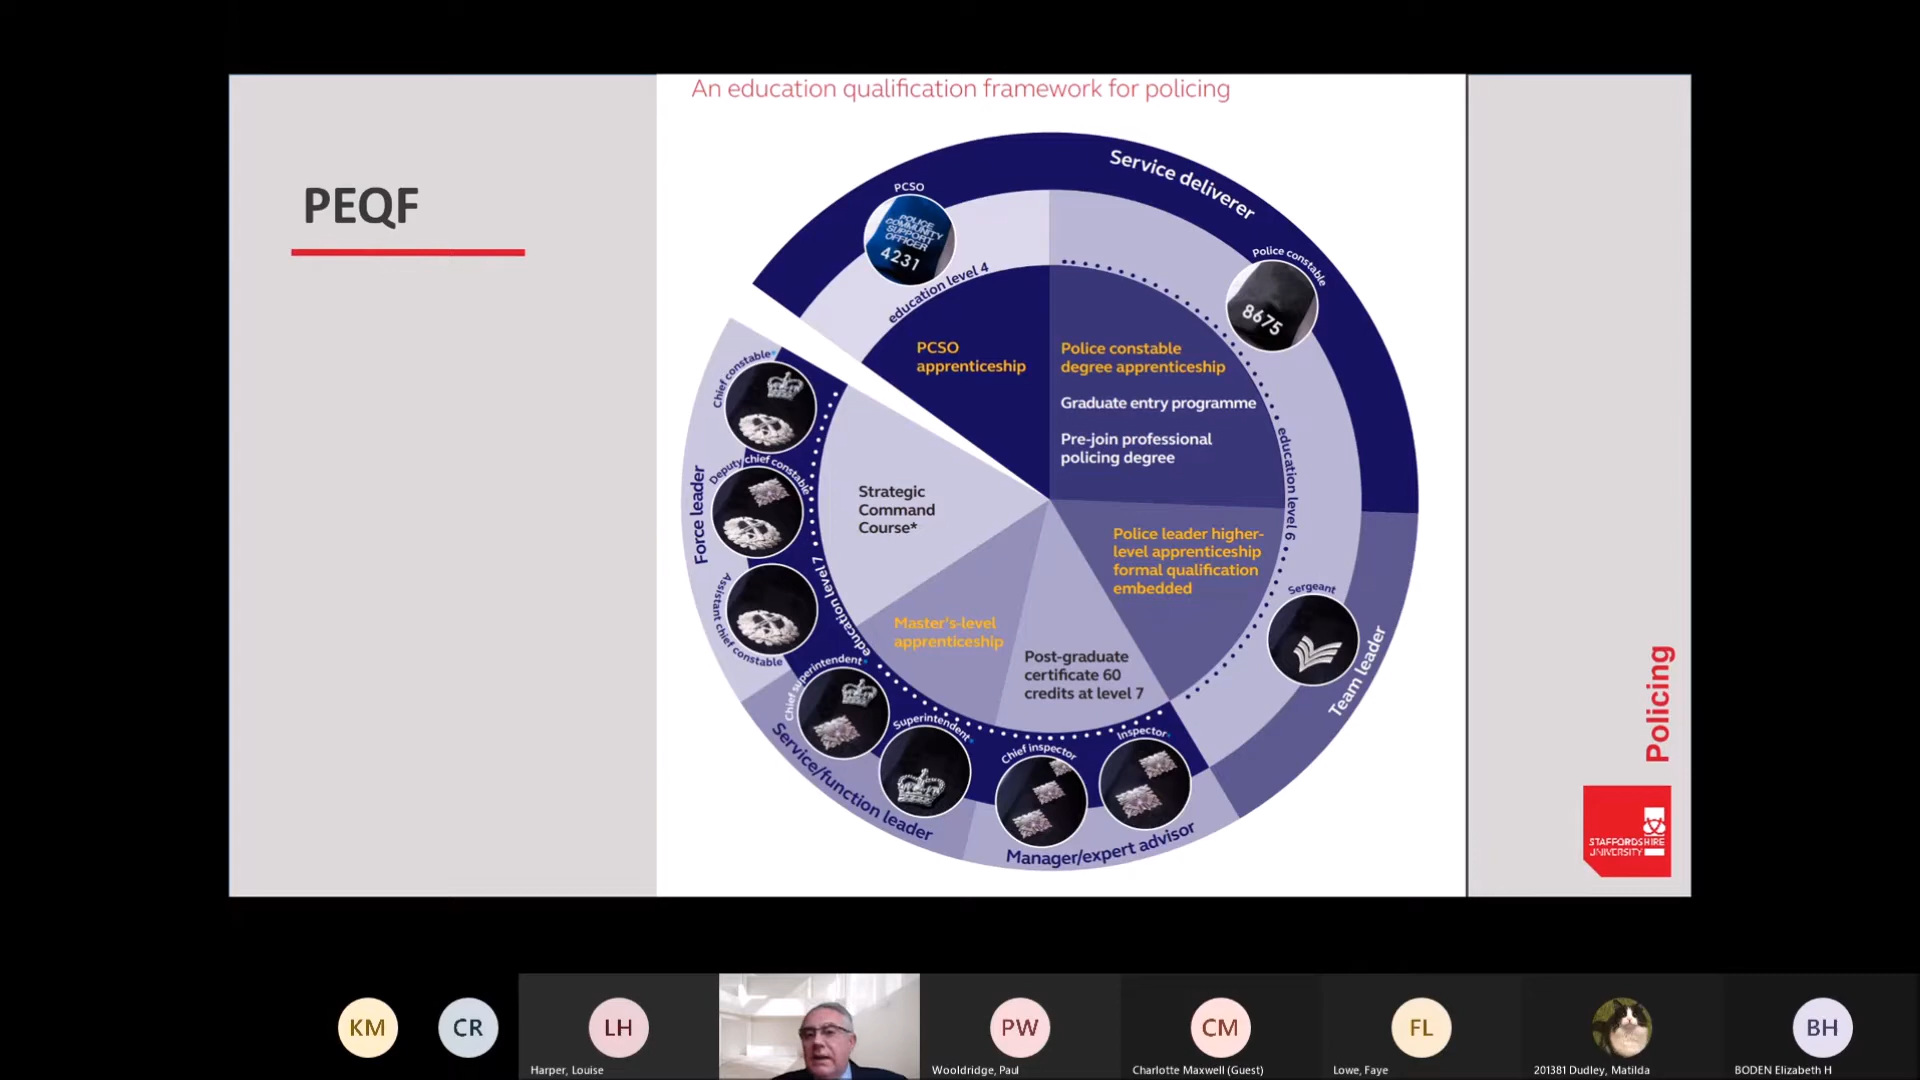 An education qualification framework for policing
PEQF
Service deliverer
PCSO
POLICE
COMMUNITY
SUPPORT
OFFICER
4231
education level 4
Police constable
8675
PCSO
apprenticeship
Police constable
degree apprenticeship
Graduate entry programme
Pre-join professional
policing degree
education level 6
Chief constable*
Deputy chief constable*
Force leader
Assistant chief constable
Strategic
Command
Course*
education level 7
Police leader higher-
level apprenticeship
formal qualification
embedded
Sergeant
Team leader
Master's-level
apprenticeship
Post-graduate
certificate 60
credits at level 7
Chief superintendent*
Superintendent*
Service/function leader
Chief inspector
Inspector*
Manager/expert advisor
Policing
STAFFORDSHIRE
UNIVERSITY
KM
CR
LH
Harper, Louise
PW
Wooldridge, Paul
CM
Charlotte Maxwell (Guest)
FL
Lowe, Faye
201381 Dudley, Matilda
BH
BODEN Elizabeth H